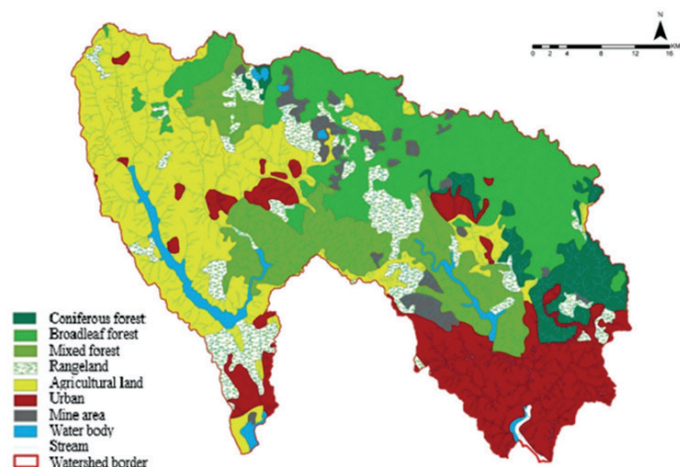 N
KM
0 2 4 8 12 16
Coniferous forest
Broadleaf forest
Mixed forest
Rangeland
Agricultural land
Urban
Mine area
Water body
Stream
Watershed border